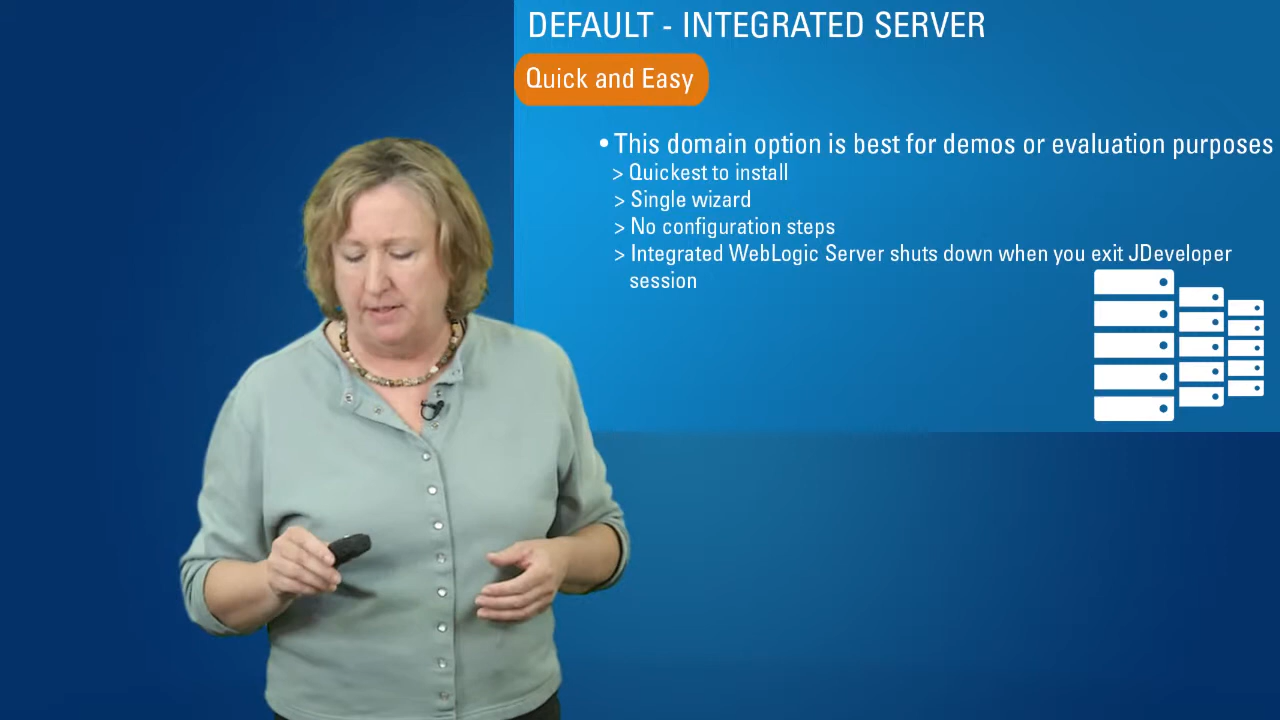 DEFAULT - INTEGRATED SERVER
Quick and Easy
• This domain option is best for demos or evaluation purposes
> Quickest to install
> Single wizard
> No configuration steps
> Integrated WebLogic Server shuts down when you exit JDeveloper
session